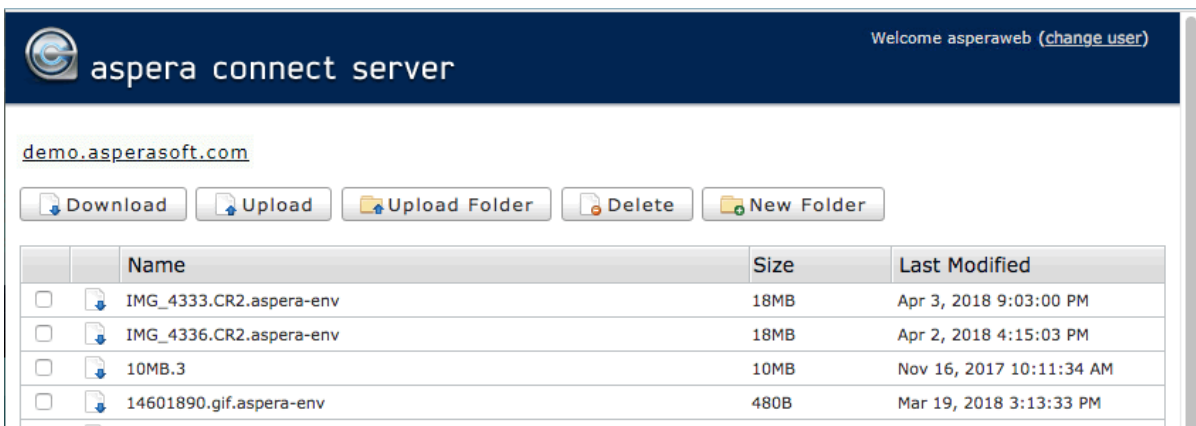 Welcome asperaweb (change user)
aspera connect server
demo.asperasoft.com
Download Upload Upload Folder Delete New Folder
Name Size Last Modified
IMG_4333.CR2.aspera-env 18MB Apr 3, 2018 9:03:00 PM
IMG_4336.CR2.aspera-env 18MB Apr 2, 2018 4:15:03 PM
10MB.3 10MB Nov 16, 2017 10:11:34 AM
14601890.gif.aspera-env 480B Mar 19, 2018 3:13:33 PM